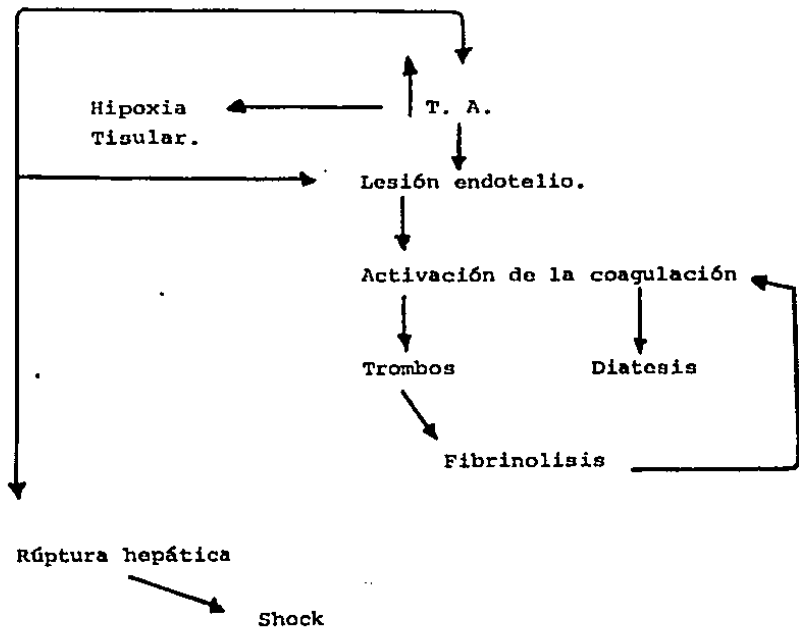 Hipoxia
Tisular.
T. A.
Lesión endotelio.
Activación de la coagulación
Trombos
Diatesis
Fibrinolisis
Rúptura hepática
Shock